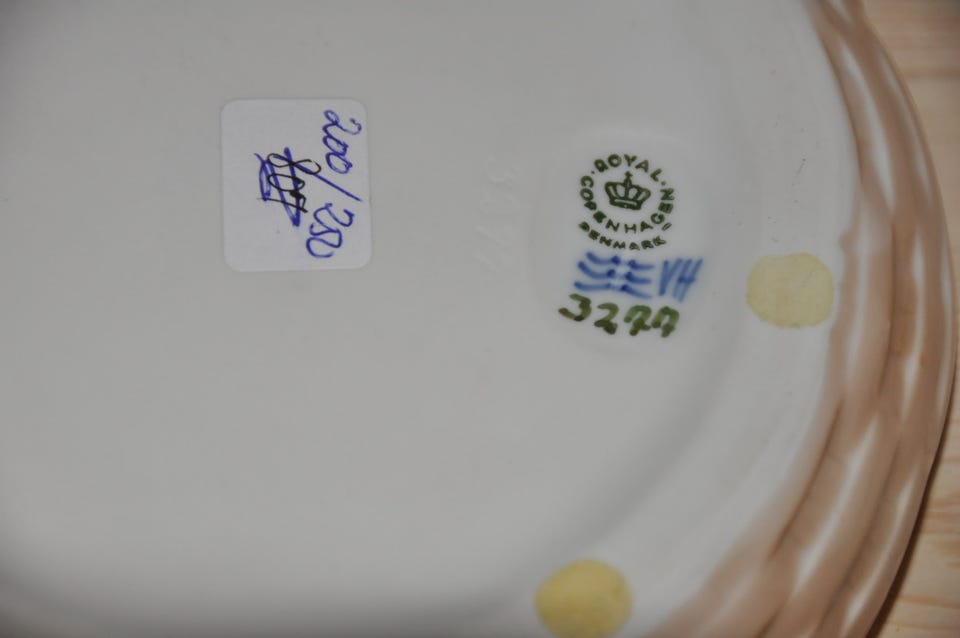 200/250
ROYAL
COPENHAGEN
DENMARK
VH
3277